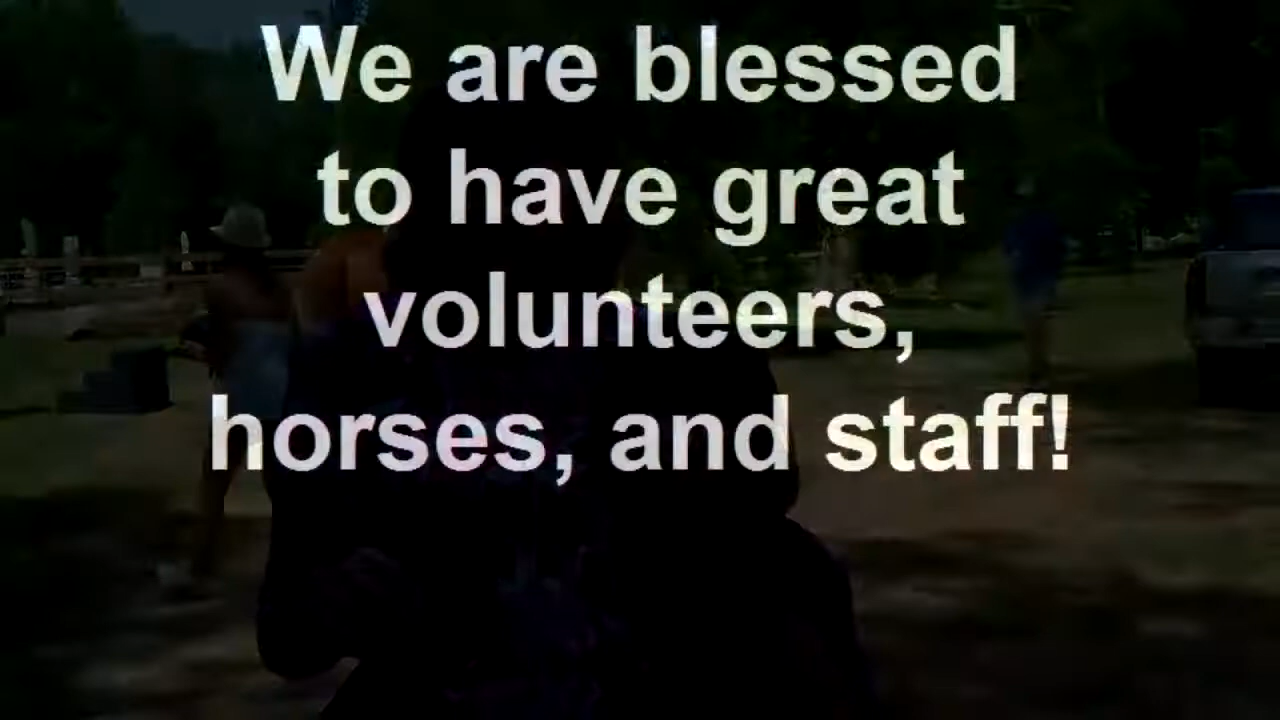 We are blessed
to have great
volunteers,
horses, and staff!